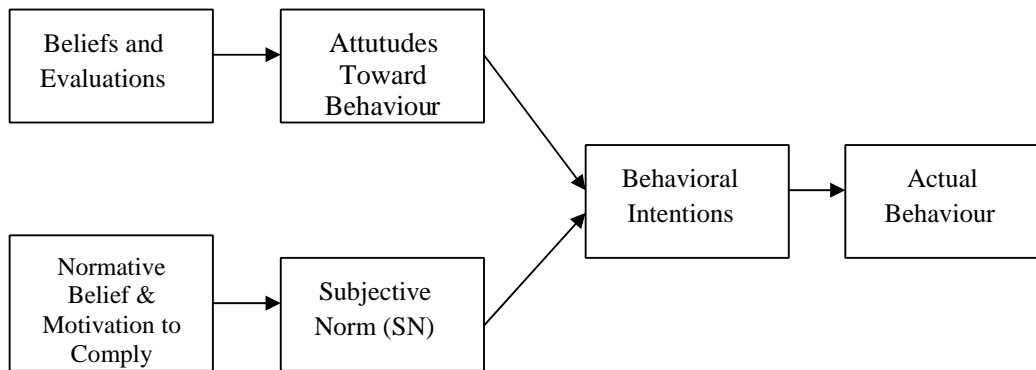 Beliefs and
Evaluations
Attutudes
Toward
Behaviour
Behavioral
Intentions
Actual
Behaviour
Normative
Belief &
Motivation to
Comply
Subjective
Norm (SN)